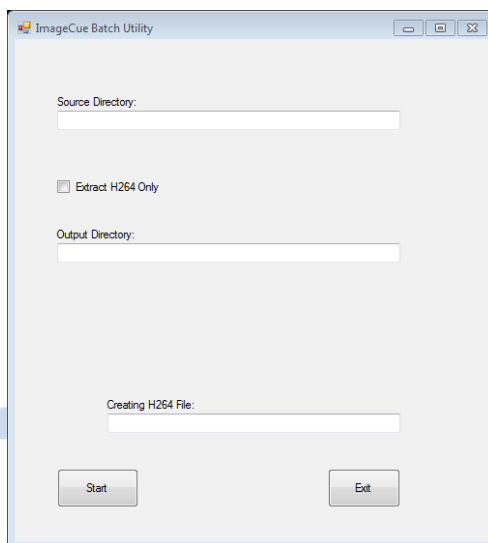 ImageCue Batch Utility
Source Directory:
Extract H264 Only
Output Directory:
Creating H264 File:
Start
Exit